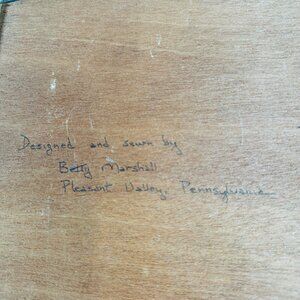 Designed and sewn by
Betty Marshall
Pleasant Valley, Pennsylvania